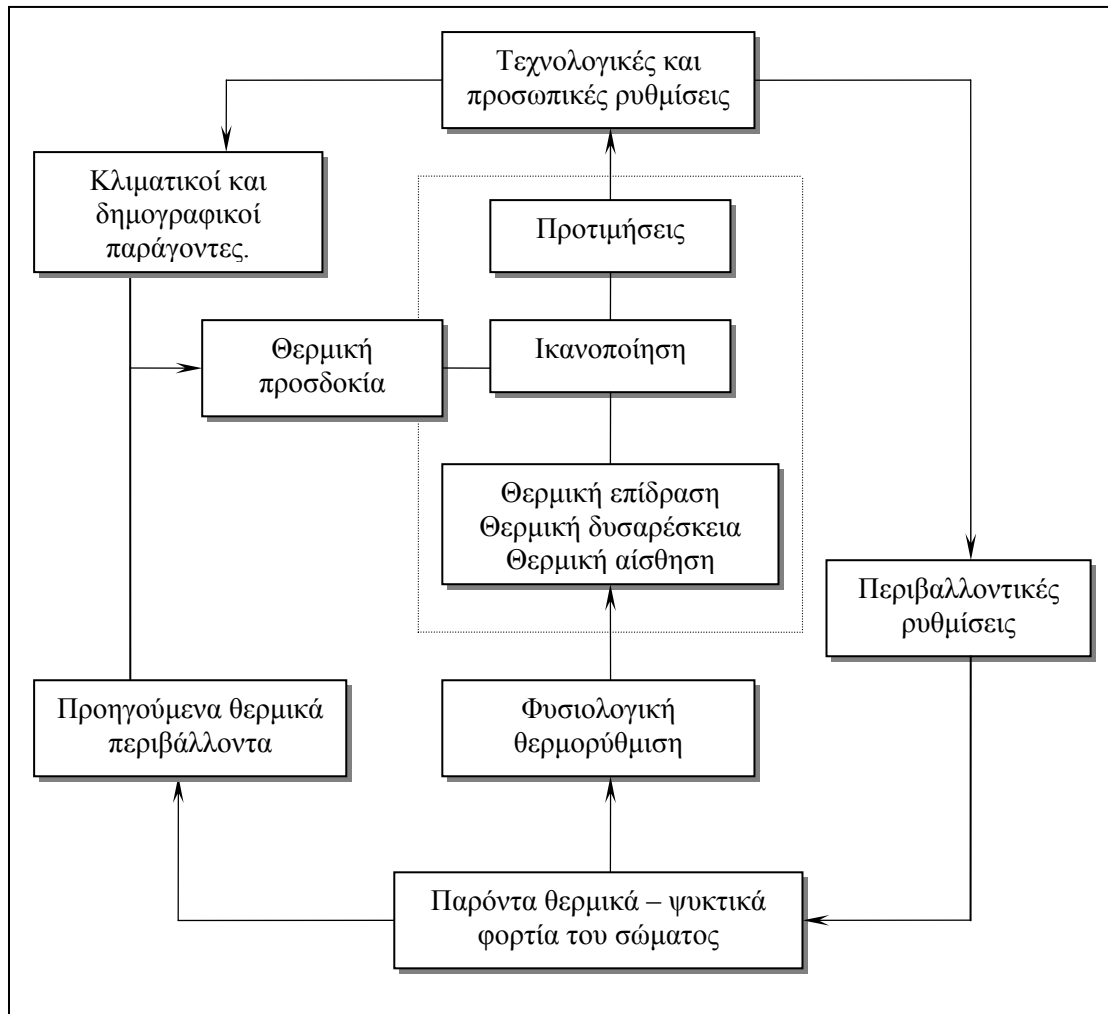 Τεχνολογικές και
προσωπικές ρυθμίσεις
Κλιματικοί και
δημογραφικοί
παράγοντες.
Προτιμήσεις
Θερμική
προσδοκία
Ικανοποίηση
Θερμική επίδραση
Θερμική δυσαρέσκεια
Θερμική αίσθηση
Περιβαλλοντικές
ρυθμίσεις
Προηγούμενα θερμικά
περιβάλλοντα
Φυσιολογική
θερμορύθμιση
Παρόντα θερμικά – ψυκτικά
φορτία του σώματος